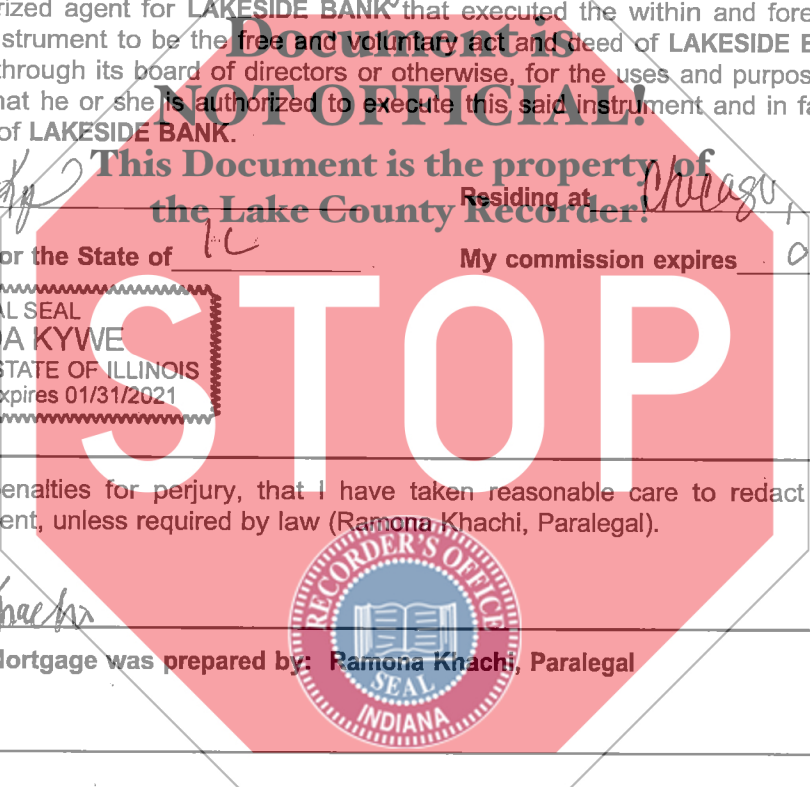 rized agent for LAKESIDE BANK that executed the within and fore
Document is
strument to be the free and voluntary act and deed of LAKESIDE B
through its board of directors or otherwise, for the uses and purpos
NOT OFFICIAL!
hat he or she is authorized to execute this said instrument and in fa
of LAKESIDE BANK.
This Document is the property of
Residing at Chicago,
the Lake County Recorder!
or the State of IL
My commission expires 0
AL SEAL
DA KYWE
STATE OF ILLINOIS
xpires 01/31/2021
STOP
enalties for perjury, that I have taken reasonable care to redact
ent, unless required by law (Ramona Khachi, Paralegal).
RECORDER'S OFFICE
SEAL
INDIANA
Khachi
Mortgage was prepared by: Ramona Khachi, Paralegal